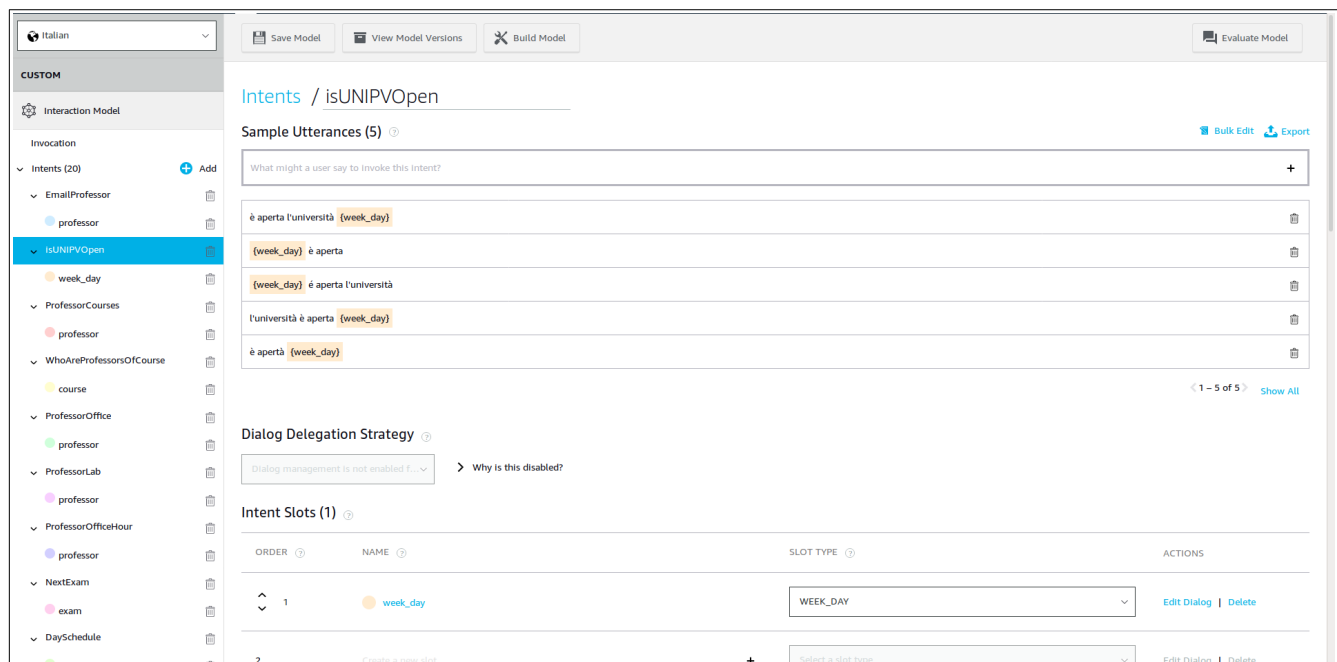 Italian
Save Model
View Model Versions
Build Model
Evaluate Model
CUSTOM
Interaction Model
Invocation
Intents (20)
Add
EmailProfessor
professor
isUNIPVOpen
week_day
ProfessorCourses
professor
WhoAreProfessorsOfCourse
course
ProfessorOffice
professor
ProfessorLab
professor
ProfessorOfficeHour
professor
NextExam
exam
DaySchedule
Intents / isUNIPVOpen
Sample Utterances (5)
Bulk Edit
Export
What might a user say to invoke this intent?
è aperta l'università {week_day}
{week_day} è aperta
{week_day} é aperta l'università
l'università è aperta {week_day}
è apertà {week_day}
1 – 5 of 5
Show All
Dialog Delegation Strategy
Dialog management is not enabled f...
Why is this disabled?
Intent Slots (1)
ORDER NAME SLOT TYPE ACTIONS
1 week_day WEEK_DAY Edit Dialog | Delete
2 Create a new slot Select a slot type Edit Dialog | Delete